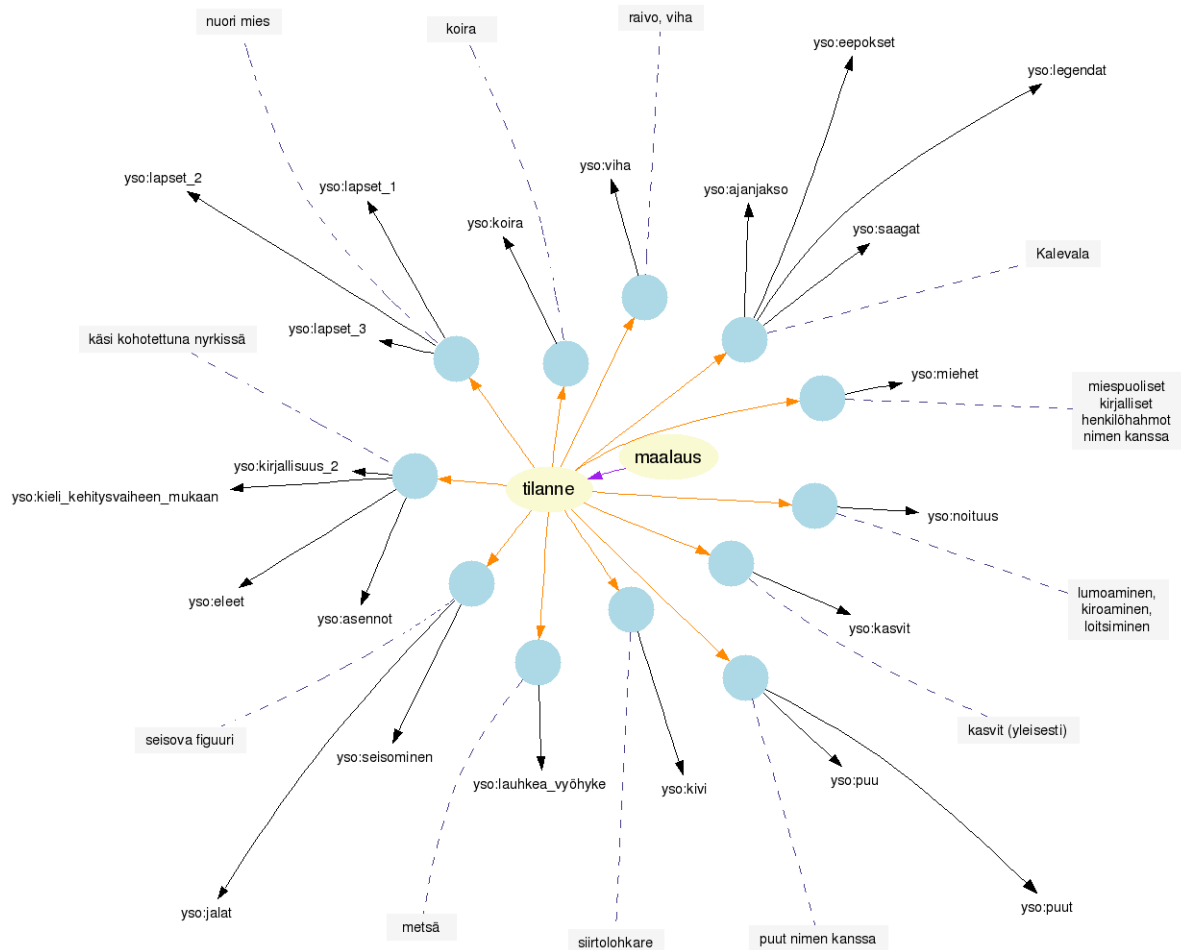 raivo, viha
nuori mies
koira
yso:eepokset
yso:legendat
yso:viha
yso:lapset_2
yso:lapset_1
yso:ajanjakso
yso:koira
yso:saagat
Kalevala
yso:lapset_3
käsi kohotettuna nyrkissä
yso:miehet
miespuoliset
kirjalliset
henkilöhahmot
nimen kanssa
maalaus
yso:kirjallisuus_2
tilanne
yso:kieli_kehitysvaiheen_mukaan
yso:noituus
yso:eleet
yso:asennot
lumoaminen,
kiroaminen,
loitsiminen
yso:kasvit
kasvit (yleisesti)
seisova figuuri
yso:seisominen
yso:lauhkea_vyöhyke
yso:kivi
yso:puu
yso:jalat
yso:puut
metsä
siirtolohkare
puut nimen kanssa